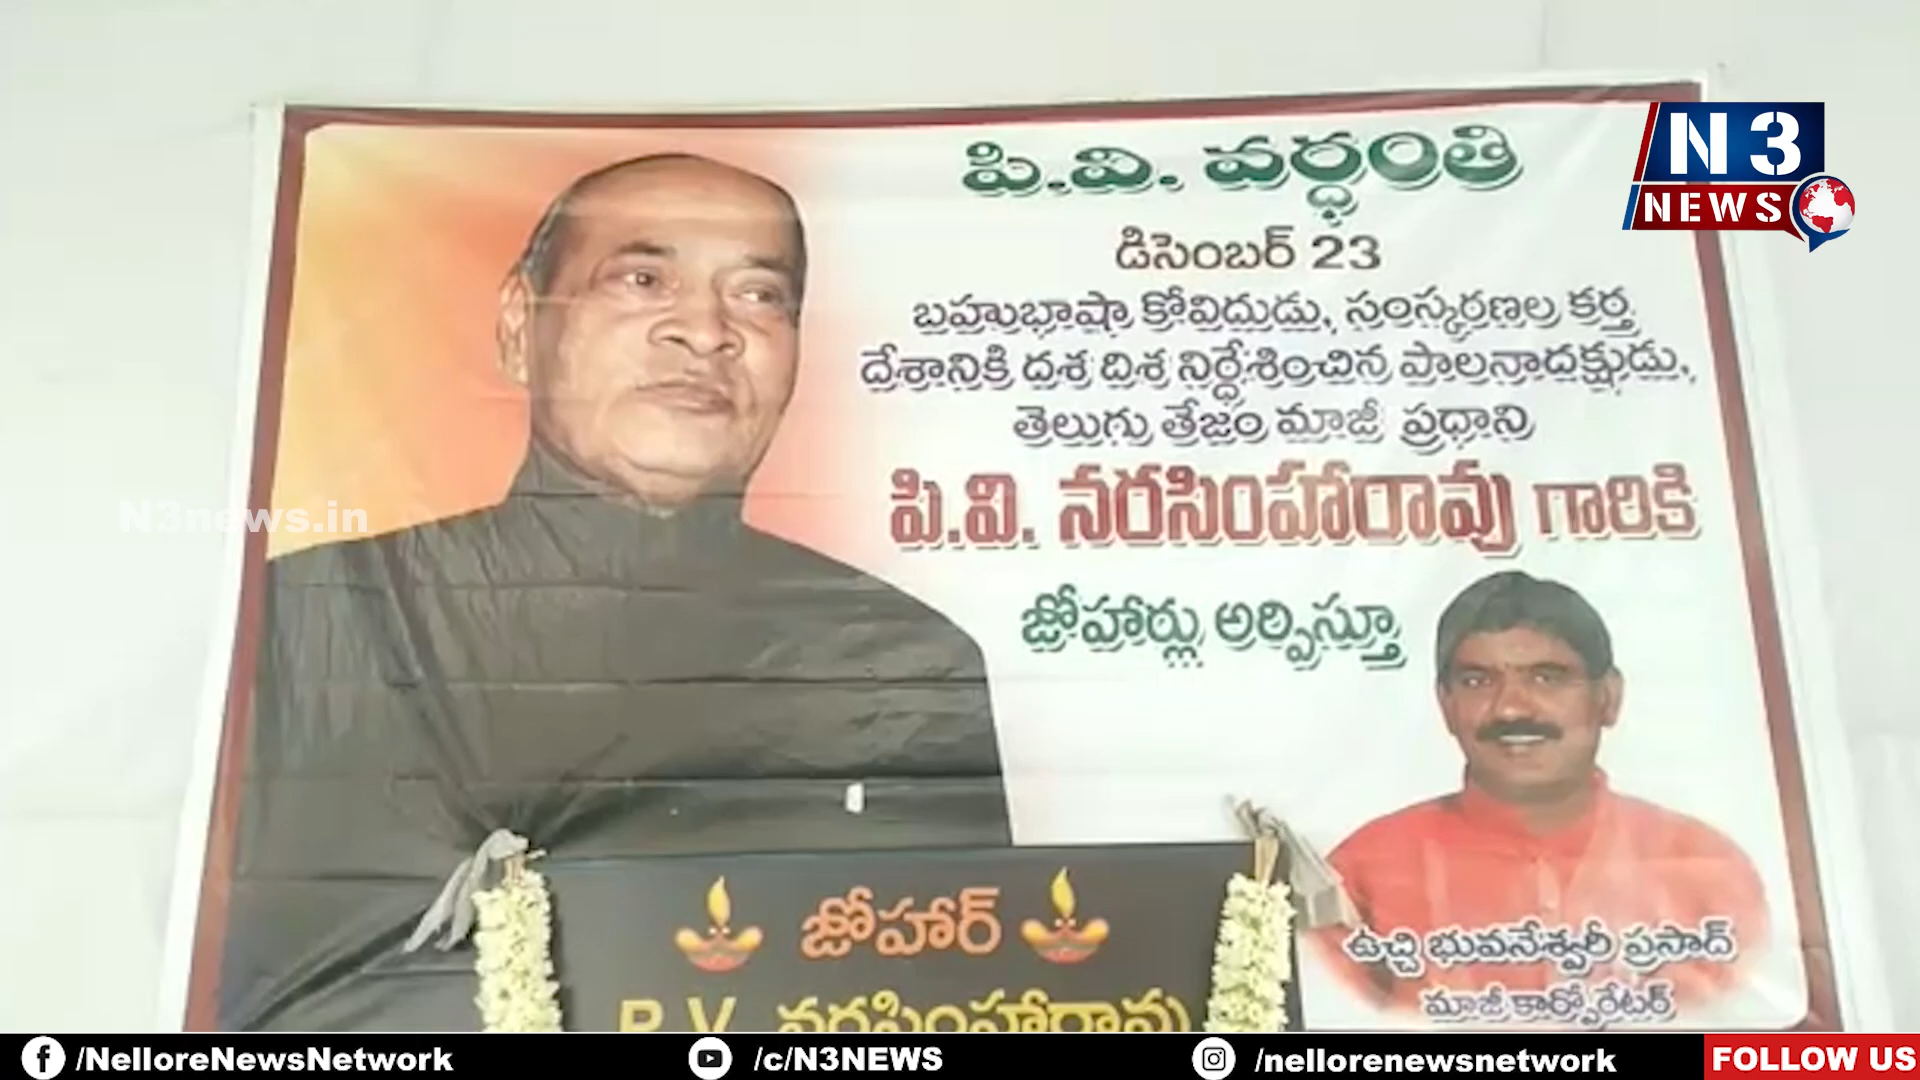 పి.వి. వర్ధంతి
డిసెంబర్ 23
బహుభాషా కోవిదుడు, సంస్కరణల కర్త
దేశానికి దశ దిశ నిర్ధేశించిన పాలనాదక్షుడు,
తెలుగు తేజం మాజీ ప్రధాని
పి.వి. నరసింహారావు గారికి
జోహార్లు అర్పిస్తూ
ఉచ్చి భువనేశ్వరీ ప్రసాద్
మాజీ కార్పోరేటర్
జోహార్
P.V. నరసింహారావు
N3
NEWS
N3news.in
/NelloreNewsNetwork
/c/N3NEWS
/nellorenewsnetwork
FOLLOW US